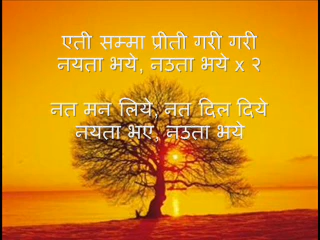 एती सम्मा प्रीती गरी गरी
नयता भये, नउता भये x २
नत मन लिये, नत दिल दिये
नयता भए, नउता भये